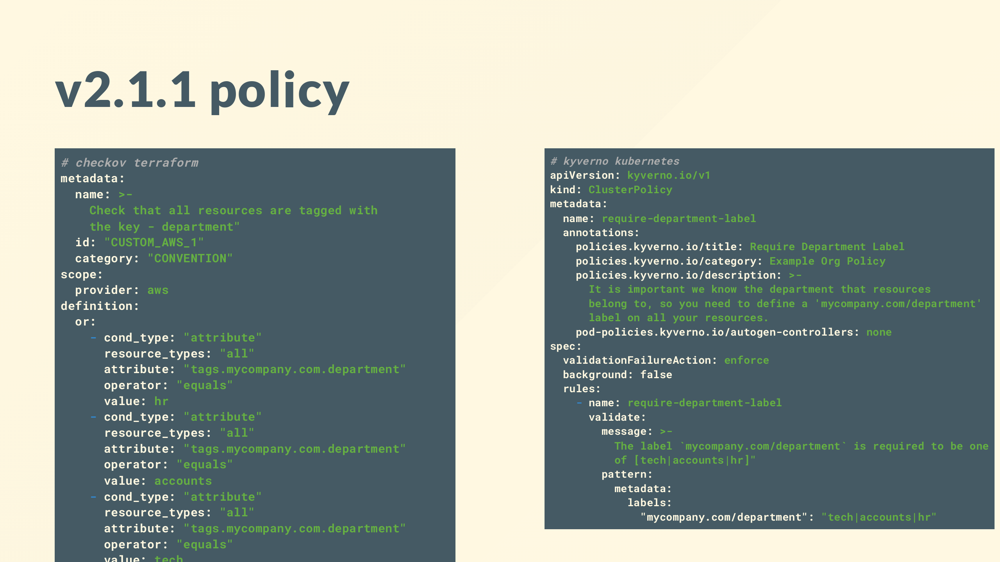 v2.1.1 policy
# checkov terraform
metadata:
  name: >-
    Check that all resources are tagged with
    the key - department"
  id: "CUSTOM_AWS_1"
  category: "CONVENTION"
scope:
  provider: aws
definition:
  or:
    - cond_type: "attribute"
      resource_types: "all"
      attribute: "tags.mycompany.com.department"
      operator: "equals"
      value: hr
    - cond_type: "attribute"
      resource_types: "all"
      attribute: "tags.mycompany.com.department"
      operator: "equals"
      value: accounts
    - cond_type: "attribute"
      resource_types: "all"
      attribute: "tags.mycompany.com.department"
      operator: "equals"
      value: tech
# kyverno kubernetes
apiVersion: kyverno.io/v1
kind: ClusterPolicy
metadata:
  name: require-department-label
  annotations:
    policies.kyverno.io/title: Require Department Label
    policies.kyverno.io/category: Example Org Policy
    policies.kyverno.io/description: >-
      It is important we know the department that resources
      belong to, so you need to define a 'mycompany.com/department'
      label on all your resources.
    pod-policies.kyverno.io/autogen-controllers: none
spec:
  validationFailureAction: enforce
  background: false
  rules:
    - name: require-department-label
      validate:
        message: >-
          The label `mycompany.com/department` is required to be one
          of [tech|accounts|hr]"
        pattern:
          metadata:
            labels:
              "mycompany.com/department": "tech|accounts|hr"